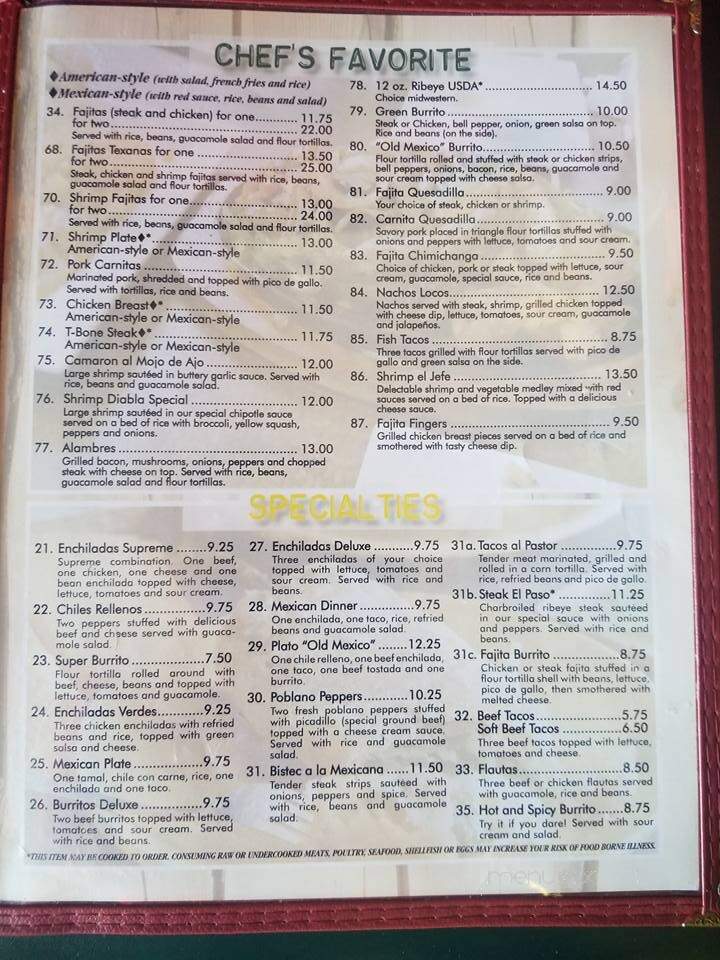 CHEF'S FAVORITE
♦American-style (with salad, french fries and rice)
♦Mexican-style (with red sauce, rice, beans and salad)
34. Fajitas (steak and chicken) for one............ 11.75
for two.......................................... 22.00
Served with rice, beans, guacamole salad and flour tortillas.
68. Fajitas Texanas for one ........................ 13.50
for two.......................................... 25.00
Steak, chicken and shrimp fajitas served with rice, beans,
guacamole salad and flour tortillas.
70. Shrimp Fajitas for one......................... 13.00
for two.......................................... 24.00
Served with rice, beans, guacamole salad and flour tortillas.
71. Shrimp Plate♦* ................................ 13.00
American-style or Mexican-style
72. Pork Carnitas ................................. 11.50
Marinated pork, shredded and topped with pico de gallo.
Served with tortillas, rice and beans.
73. Chicken Breast♦* .............................. 11.50
American-style or Mexican-style
74. T-Bone Steak♦* ................................ 11.75
American-style or Mexican-style
75. Camaron al Mojo de Ajo ........................ 12.00
Large shrimp sautéed in buttery garlic sauce. Served with
rice, beans and guacamole salad.
76. Shrimp Diabla Special ......................... 12.00
Large shrimp sautéed in our special chipotle sauce
served on a bed of rice with broccoli, yellow squash,
peppers and onions.
77. Alambres ...................................... 13.00
Grilled bacon, mushrooms, onions, peppers and chopped
steak with cheese on top. Served with rice, beans,
guacamole salad and flour tortillas.
78. 12 oz. Ribeye USDA* ........................... 14.50
Choice midwestern.
79. Green Burrito.................................. 10.00
Steak or Chicken, bell pepper, onion, green salsa on top.
Rice and beans (on the side).
80. "Old Mexico" Burrito........................... 10.50
Flour tortilla rolled and stuffed with steak or chicken strips,
bell peppers, onions, bacon, rice, beans, guacamole and
sour cream topped with cheese salsa.
81. Fajita Quesadilla.............................. 9.00
Your choice of steak, chicken or shrimp.
82. Carnita Quesadilla............................. 9.00
Savory pork placed in triangle flour tortillas stuffed with
onions and peppers with lettuce, tomatoes and sour cream.
83. Fajita Chimichanga ............................ 9.50
Choice of chicken, pork or steak topped with lettuce, sour
cream, guacamole, special sauce, rice and beans.
84. Nachos Locos................................... 12.50
Nachos served with steak, shrimp, grilled chicken topped
with cheese dip, lettuce, tomatoes, sour cream, guacamole
and jalapeños.
85. Fish Tacos .................................... 8.75
Three tacos grilled with flour tortillas served with pico de
gallo and green salsa on the side.
86. Shrimp el Jefe ................................ 13.50
Delectable shrimp and vegetable medley mixed with red
sauces served on a bed of rice. Topped with a delicious
cheese sauce.
87. Fajita Fingers ................................ 9.50
Grilled chicken breast pieces served on a bed of rice and
smothered with tasty cheese dip.
SPECIALTIES
21. Enchiladas Supreme ........9.25
Supreme combination. One beef,
one chicken, one cheese and one
bean enchilada topped with cheese,
lettuce, tomatoes and sour cream.
22. Chiles Rellenos ..............9.75
Two peppers stuffed with delicious
beef and cheese served with guaca-
mole salad.
23. Super Burrito ................7.50
Flour tortilla rolled around with
beef, cheese, beans and topped with
lettuce, tomatoes and guacamole.
24. Enchiladas Verdes............9.25
Three chicken enchiladas with refried
beans and rice, topped with green
salsa and cheese.
25. Mexican Plate ................9.75
One tamal, chile con carne, rice, one
enchilada and one taco.
26. Burritos Deluxe ..............9.75
Two beef burritos topped with lettuce,
tomatoes and sour cream. Served
with rice and beans.
27. Enchiladas Deluxe ............9.75
Three enchiladas of your choice
topped with lettuce, tomatoes and
sour cream. Served with rice and
beans.
28. Mexican Dinner ...............9.75
One enchilada, one taco, rice, refried
beans and guacamole salad.
29. Plato "Old Mexico" .......12.25
One chile relleno, one beef enchilada,
one taco, one beef tostada and one
burrito.
30. Poblano Peppers ...........10.25
Two fresh poblano peppers stuffed
with picadillo (special ground beef)
topped with a cheese cream sauce.
Served with rice and guacamole
salad.
31. Bistec a la Mexicana ......11.50
Tender steak strips sautéed with
onions, peppers and spice. Served
with rice, beans and guacamole
salad.
31a. Tacos al Pastor ..............9.75
Tender meat marinated, grilled and
rolled in a corn tortilla. Served with
rice, refried beans and pico de gallo.
31b. Steak El Paso* .............11.25
Charbroiled ribeye steak sautéed
in our special sauce with onions
and peppers. Served with rice and
beans.
31c. Fajita Burrito .................8.75
Chicken or steak fajita stuffed in a
flour tortilla shell with beans, lettuce,
pico de gallo, then smothered with
melted cheese.
32. Beef Tacos.....................5.75
Soft Beef Tacos ...............6.50
Three beef tacos topped with lettuce,
tomatoes and cheese.
33. Flautas..........................8.50
Three beef or chicken flautas served
with guacamole, rice and beans.
35. Hot and Spicy Burrito .......8.75
Try it if you dare! Served with sour
cream and salad.
*THIS ITEM MAY BE COOKED TO ORDER. CONSUMING RAW OR UNDERCOOKED MEATS, POULTRY, SEAFOOD, SHELLFISH OR EGGS MAY INCREASE YOUR RISK OF FOOD BORNE ILLNESS.